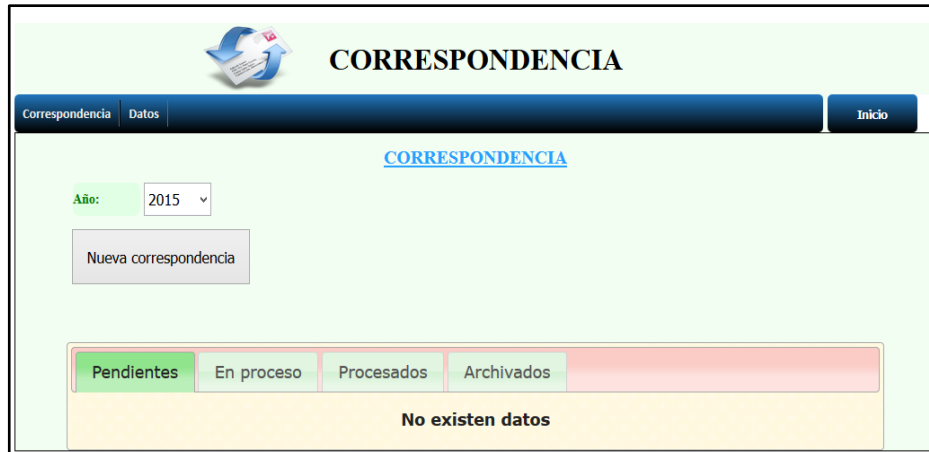 CORRESPONDENCIA
Correspondencia Datos Inicio
CORRESPONDENCIA
Año: 2015
Nueva correspondencia
Pendientes En proceso Procesados Archivados
No existen datos